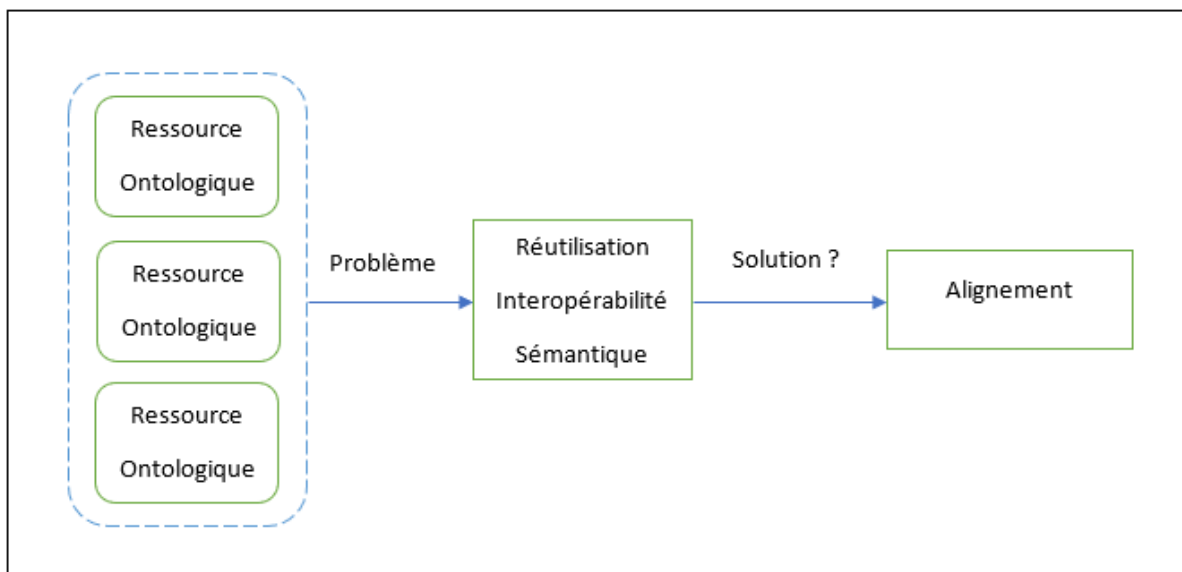 Ressource
Ontologique
Ressource
Ontologique
Ressource
Ontologique
Problème
Réutilisation
Interopérabilité
Sémantique
Solution ?
Alignement